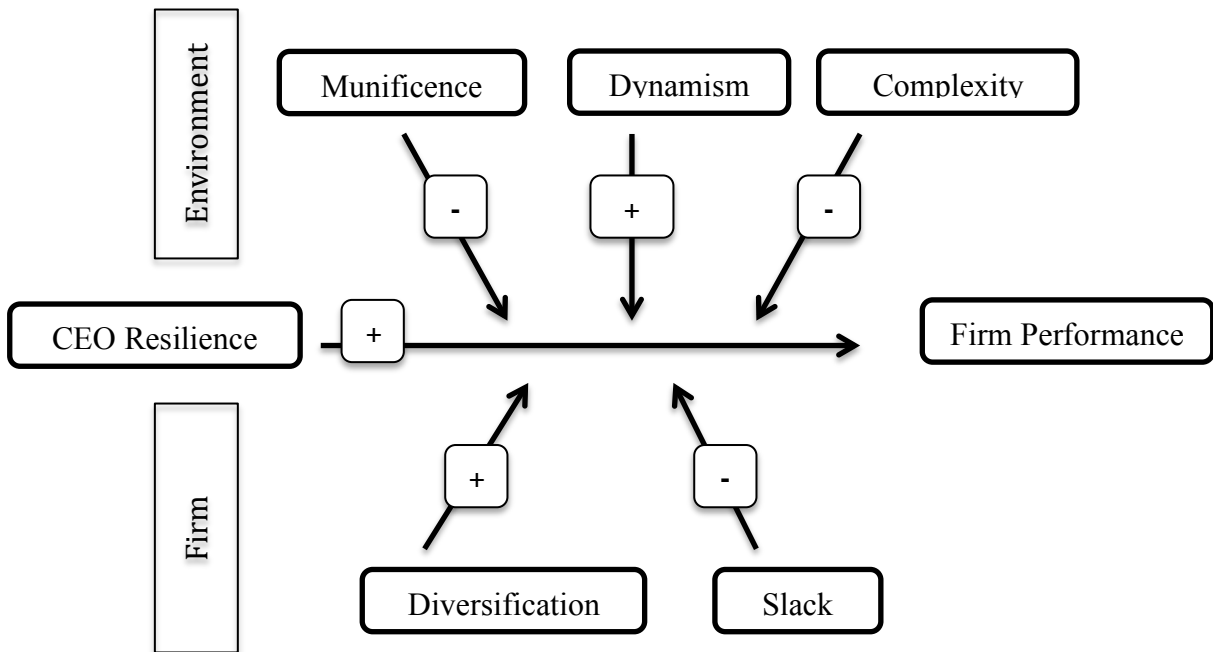 Environment
Munificence
Dynamism
Complexity
-
+
-
CEO Resilience
+
Firm Performance
Firm
+
-
Diversification
Slack